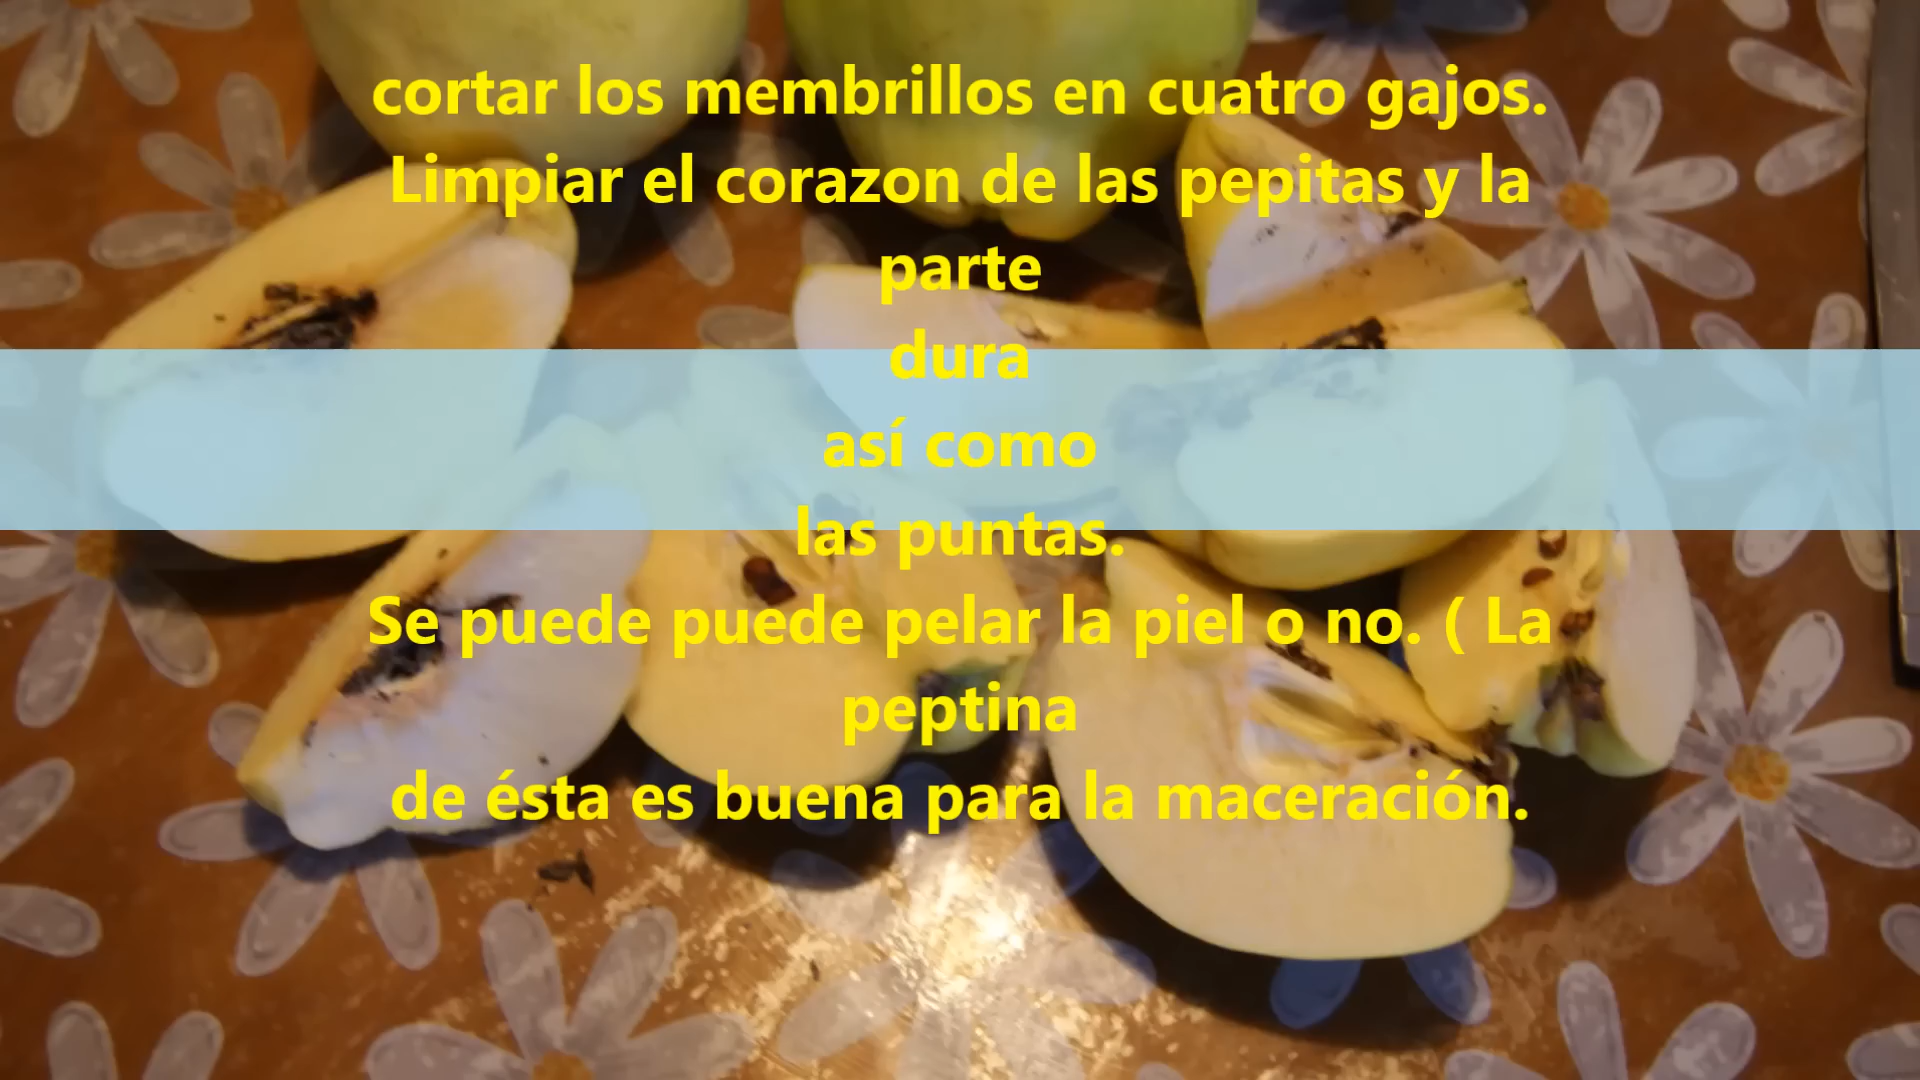 cortar los membrillos en cuatro gajos.
Limpiar el corazon de las pepitas y la
parte
dura
así como
las puntas.
Se puede puede pelar la piel o no. ( La
peptina
de ésta es buena para la maceración.